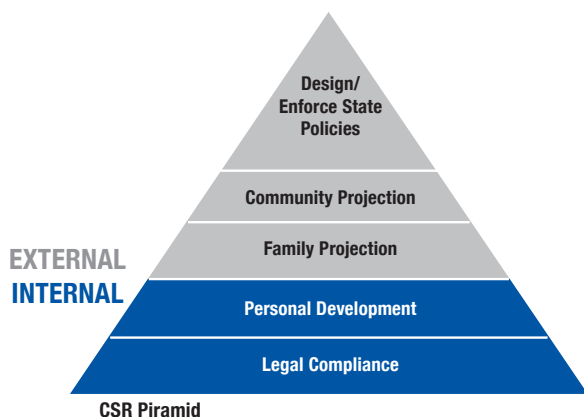 Design/
Enforce State
Policies
Community Projection
Family Projection
EXTERNAL
INTERNAL
Personal Development
Legal Compliance
CSR Piramid